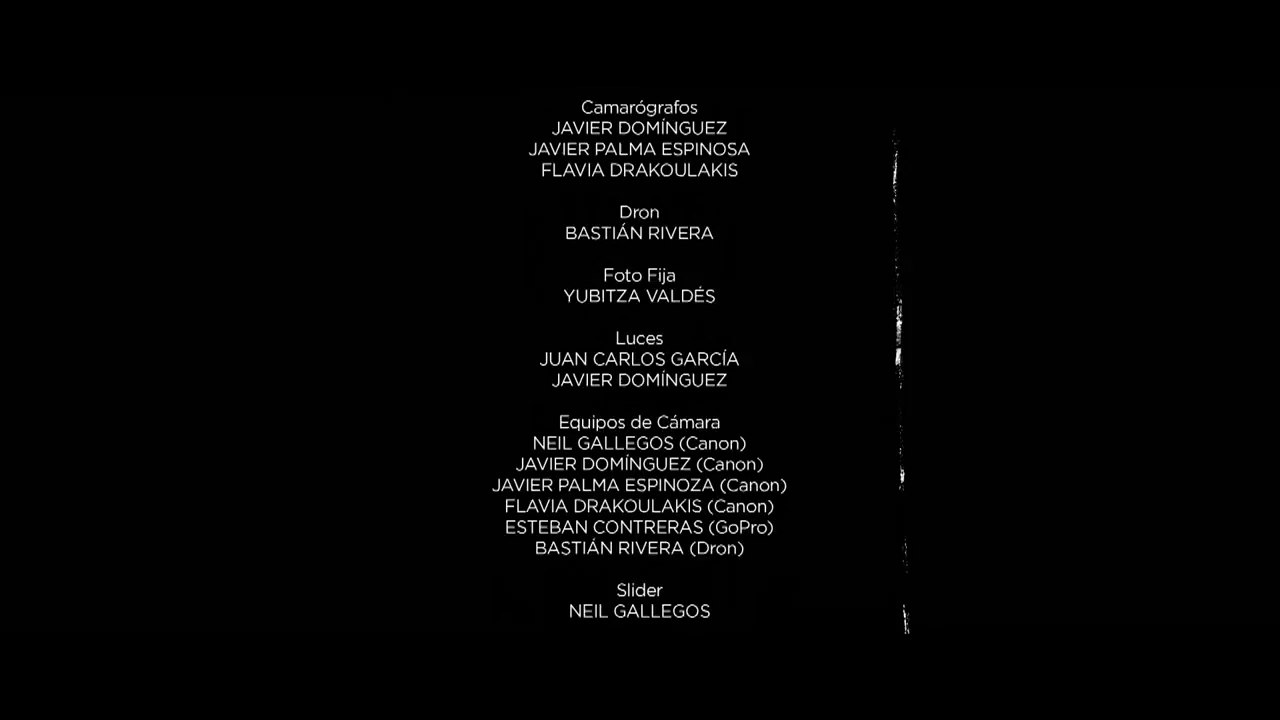 Camarógrafos
JAVIER DOMÍNGUEZ
JAVIER PALMA ESPINOSA
FLAVIA DRAKOULAKIS
Dron
BASTIÁN RIVERA
Foto Fija
YUBITZA VALDÉS
Luces
JUAN CARLOS GARCÍA
JAVIER DOMÍNGUEZ
Equipos de Cámara
NEIL GALLEGOS (Canon)
JAVIER DOMÍNGUEZ (Canon)
JAVIER PALMA ESPINOZA (Canon)
FLAVIA DRAKOULAKIS (Canon)
ESTEBAN CONTRERAS (GoPro)
BASTIÁN RIVERA (Dron)
Slider
NEIL GALLEGOS